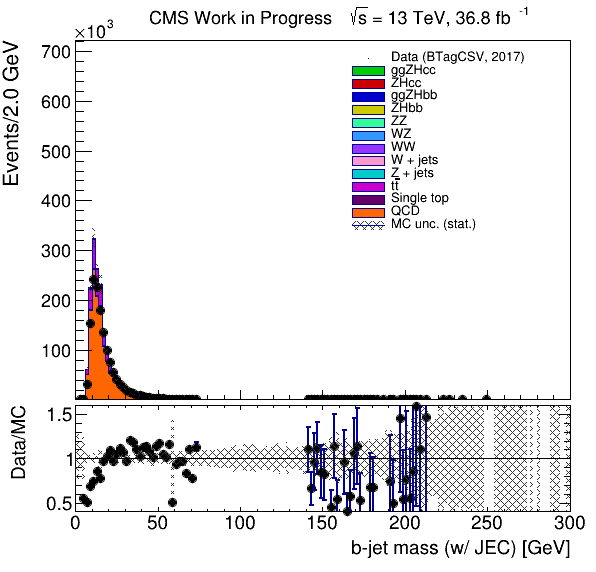 CMS Work in Progress √s = 13 TeV, 36.8 fb -1
×10³
Events/2.0 GeV
700
600
500
400
300
200
100
0
Data (BTagCSV, 2017)
ggZHcc
ZHcc
ggZHbb
ZHbb
ZZ
WZ
WW
W + jets
Z + jets
tt̅
Single top
QCD
MC unc. (stat.)
Data/MC
1.5
1
0.5
0 50 100 150 200 250 300
b-jet mass (w/ JEC) [GeV]